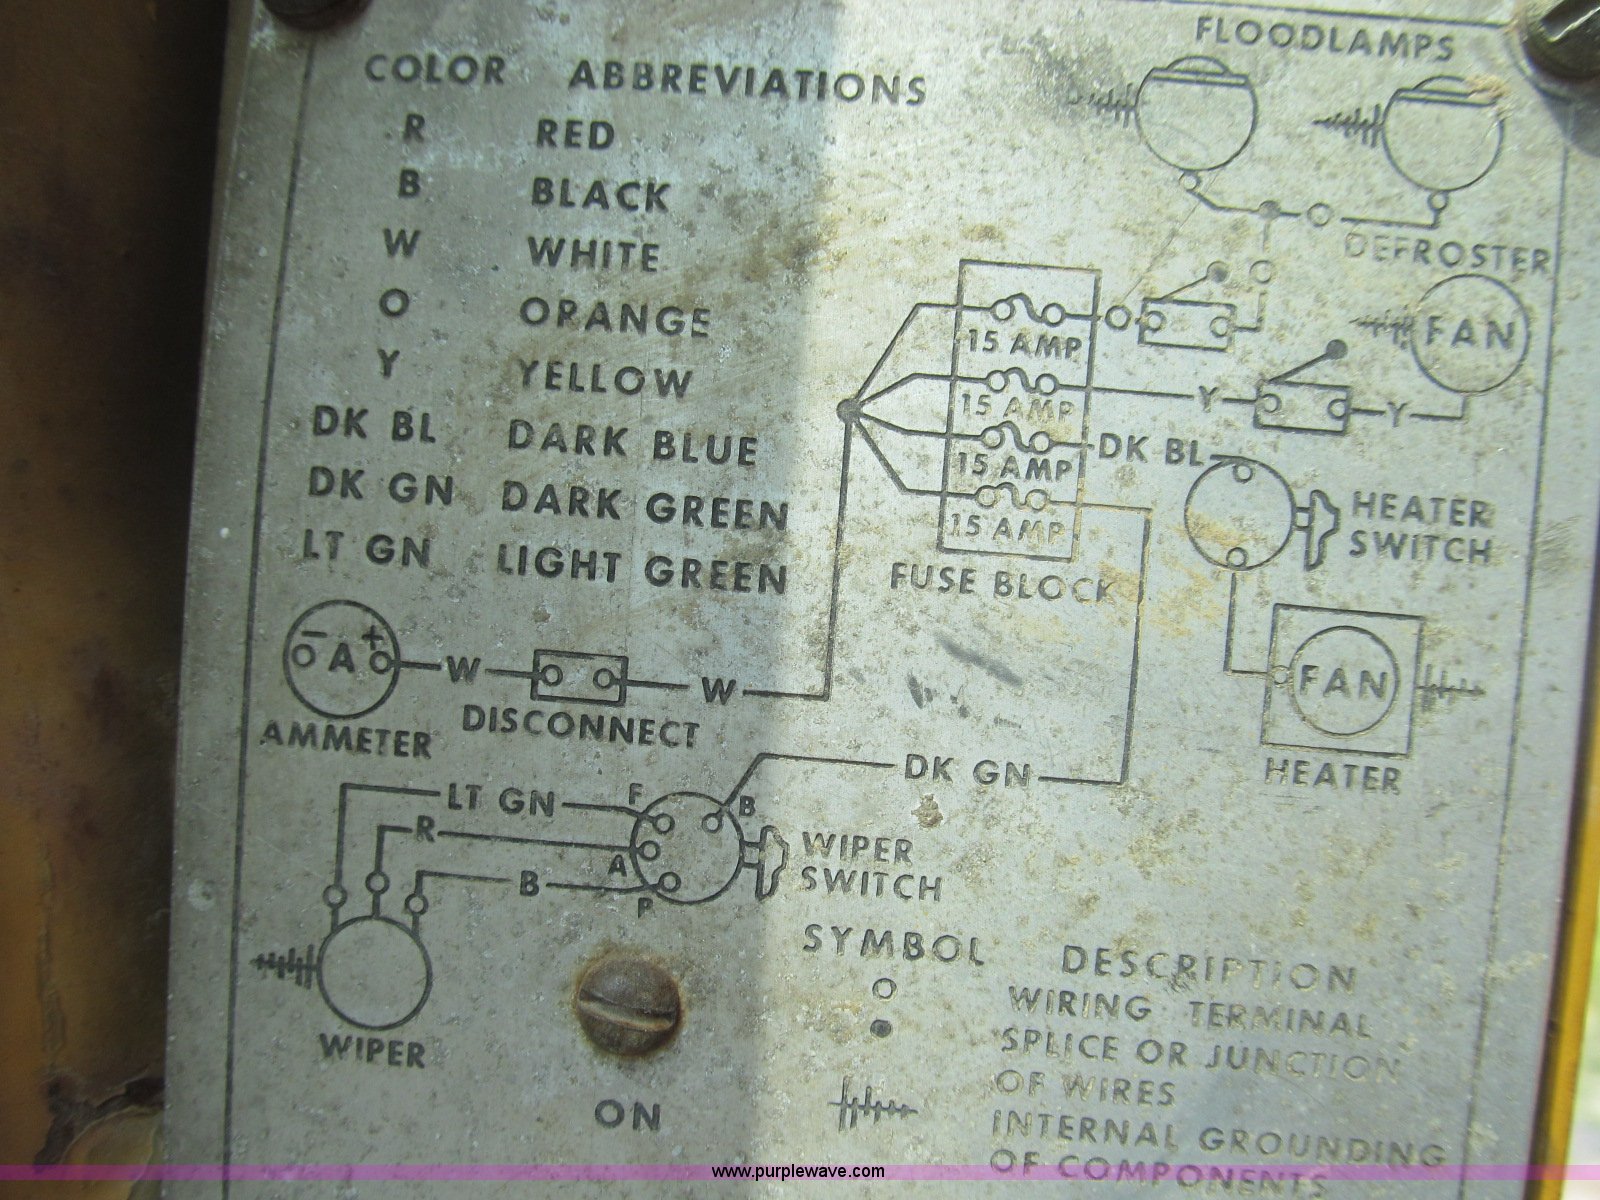 COLOR ABBREVIATIONS
R RED
B BLACK
W WHITE
O ORANGE
Y YELLOW
DK BL DARK BLUE
DK GN DARK GREEN
LT GN LIGHT GREEN
FLOODLAMPS
DEFROSTER
FAN
15 AMP
15 AMP
Y
Y
15 AMP
DK BL
15 AMP
FUSE BLOCK
HEATER
SWITCH
FAN
HEATER
- A +
AMMETER
W
DISCONNECT
W
DK GN
LT GN
F
B
R
A
B
P
WIPER
SWITCH
WIPER
ON
SYMBOL DESCRIPTION
WIRING TERMINAL
SPLICE OR JUNCTION
OF WIRES
INTERNAL GROUNDING
OF COMPONENTS
www.purplewave.com